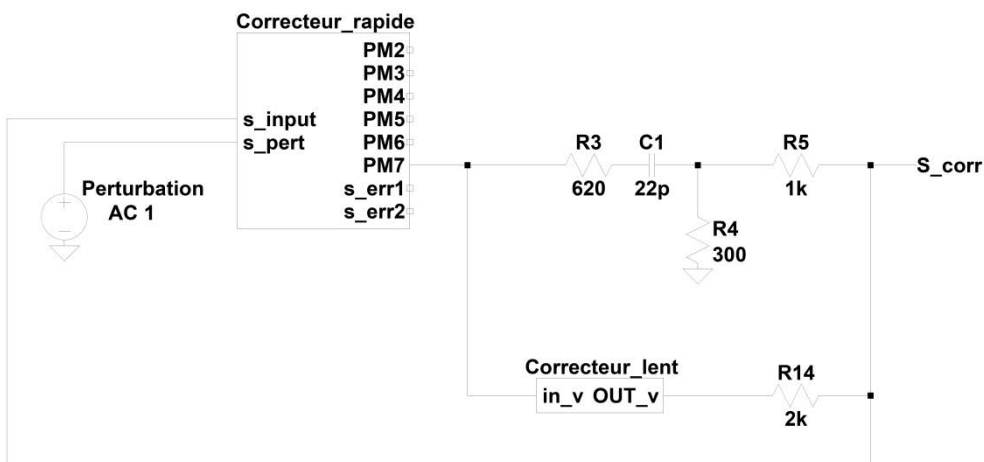 Correcteur_rapide
PM2
PM3
PM4
s_input PM5
s_pert PM6
PM7
s_err1
s_err2
Perturbation
AC 1
R3 C1 R5
620 22p 1k
S_corr
R4
300
Correcteur_lent
in_v OUT_v
R14
2k